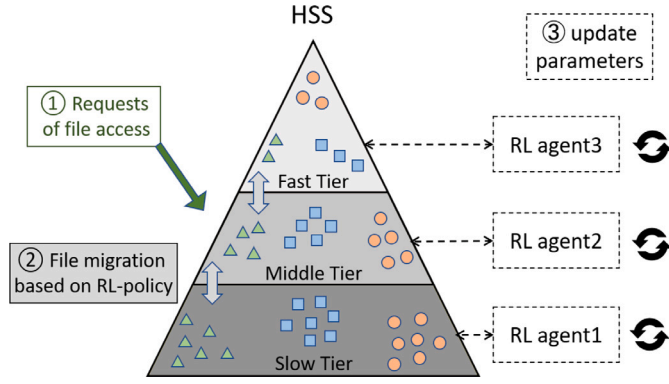 HSS
③ update
parameters
① Requests
of file access
RL agent3
Fast Tier
RL agent2
② File migration
based on RL-policy
Middle Tier
RL agent1
Slow Tier